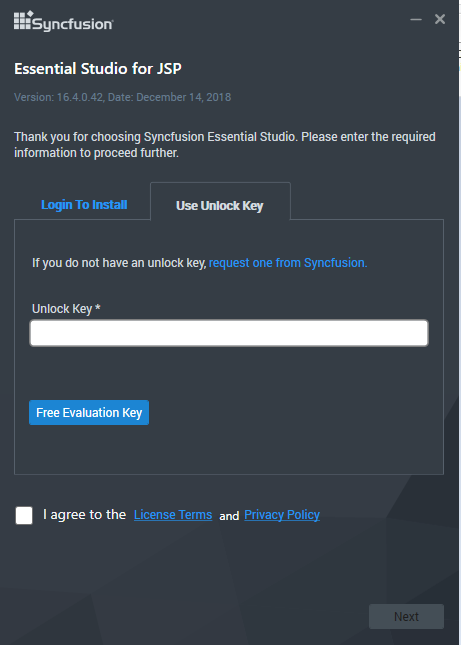 Syncfusion
Essential Studio for JSP
Version: 16.4.0.42, Date: December 14, 2018
Thank you for choosing Syncfusion Essential Studio. Please enter the required
information to proceed further.
Login To Install
Use Unlock Key
If you do not have an unlock key, request one from Syncfusion.
Unlock Key *
Free Evaluation Key
I agree to the License Terms and Privacy Policy
Next